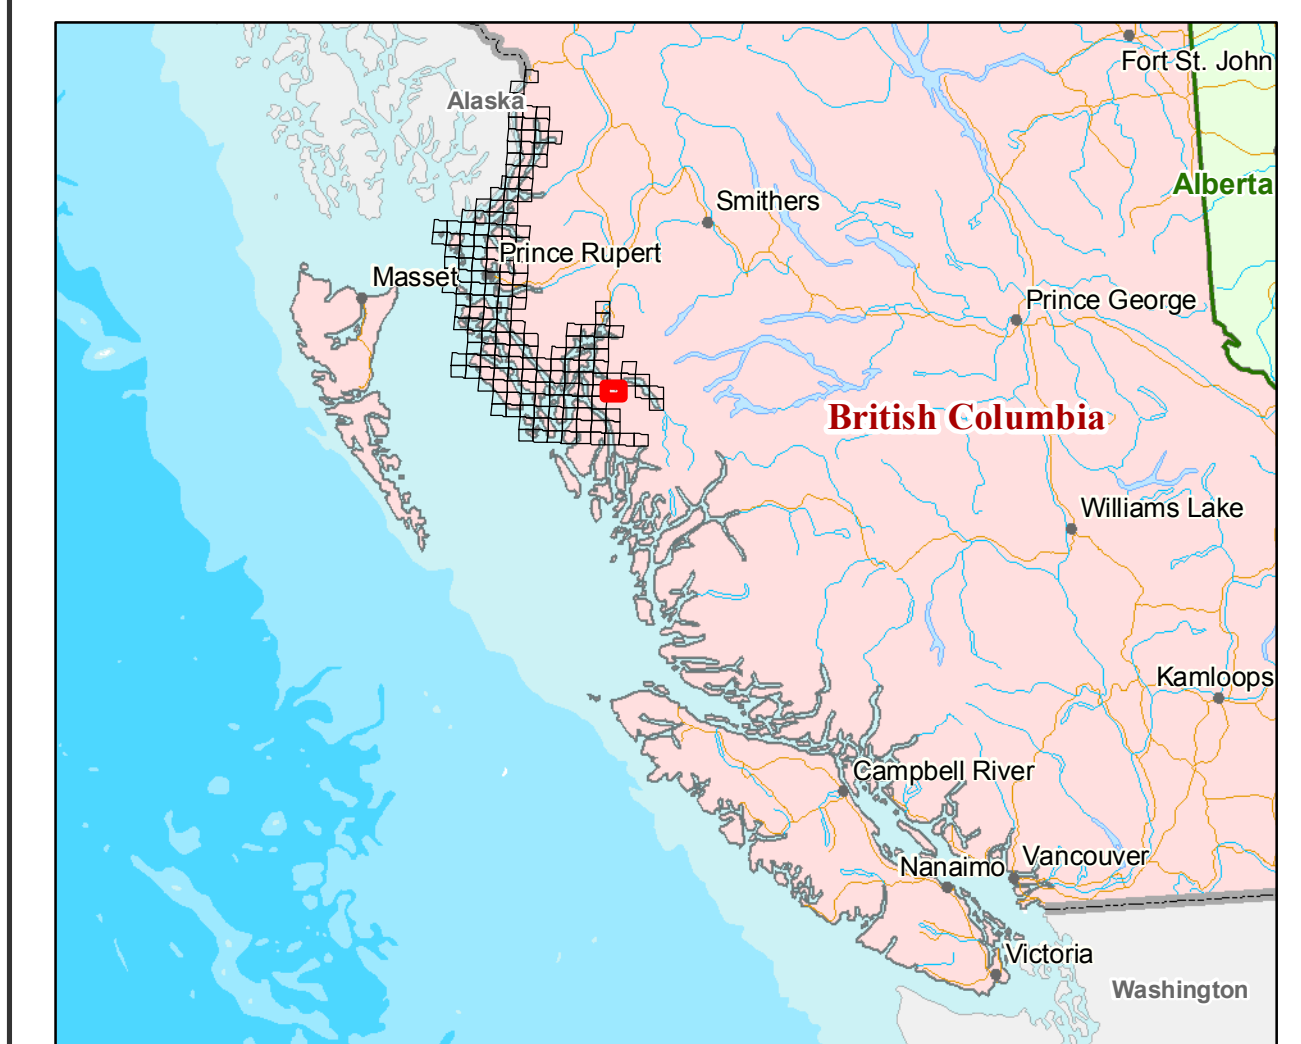 Fort St. John
Alaska
Alberta
Smithers
Prince Rupert
Masset
Prince George
British Columbia
Williams Lake
Kamloops
Campbell River
Vancouver
Nanaimo
Victoria
Washington